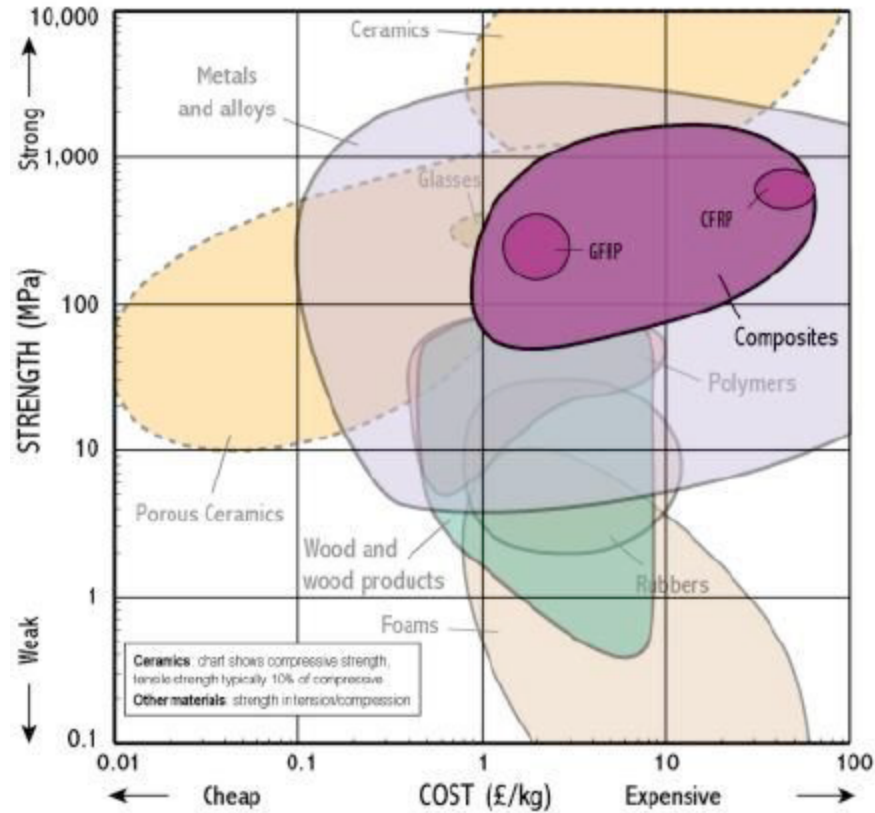 10,000
1,000
100
10
1
0.1
Strong
STRENGTH (MPa)
Weak
Ceramics
Metals
and alloys
Glasses
GFRP
CFRP
Composites
Polymers
Porous Ceramics
Wood and
wood products
Rubbers
Foams
Ceramics: chart shows compressive strength,
tensile strength typically 10% of compressive
Other materials: strength in tension/compession
0.01
0.1
1
10
100
Cheap
COST (£/kg)
Expensive